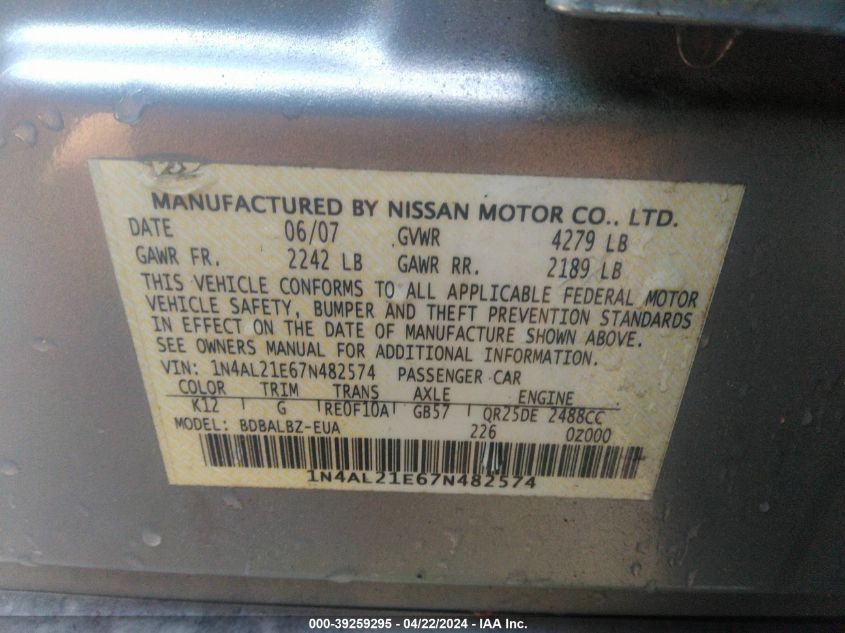 MANUFACTURED BY NISSAN MOTOR CO., LTD.
DATE 06/07 GVWR 4279 LB
GAWR FR. 2242 LB GAWR RR. 2189 LB
THIS VEHICLE CONFORMS TO ALL APPLICABLE FEDERAL MOTOR
VEHICLE SAFETY, BUMPER AND THEFT PREVENTION STANDARDS
IN EFFECT ON THE DATE OF MANUFACTURE SHOWN ABOVE.
SEE OWNERS MANUAL FOR ADDITIONAL INFORMATION.
VIN: 1N4AL21E67N482574 PASSENGER CAR
COLOR TRIM TRANS AXLE ENGINE
K12 G RE0F10A GB57 QR25DE 2488CC
MODEL: BDBALBZ-EUA 226 0Z000
1N4AL21E67N482574
000-39259295 - 04/22/2024 - IAA Inc.